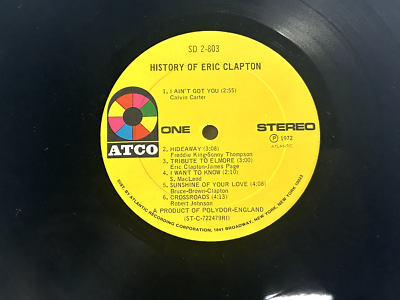 SD 2-803
HISTORY OF ERIC CLAPTON
1. I AIN'T GOT YOU (2:55)
Calvin Carter
ATCO
ONE
STEREO
Ⓟ 1972
ATLANTIC
2. HIDEAWAY (3:08)
Freddie King-Sonny Thompson
3. TRIBUTE TO ELMORE (3:00)
Eric Clapton-James Page
4. I WANT TO KNOW (2:10)
S. MacLeod
5. SUNSHINE OF YOUR LOVE (4:08)
Bruce-Brown-Clapton
6. CROSSROADS (4:13)
Robert Johnson
A PRODUCT OF POLYDOR-ENGLAND
(ST-C-722479RI)
DIST. BY ATLANTIC RECORDING CORPORATION, 1841 BROADWAY, NEW YORK, NEW YORK 10023